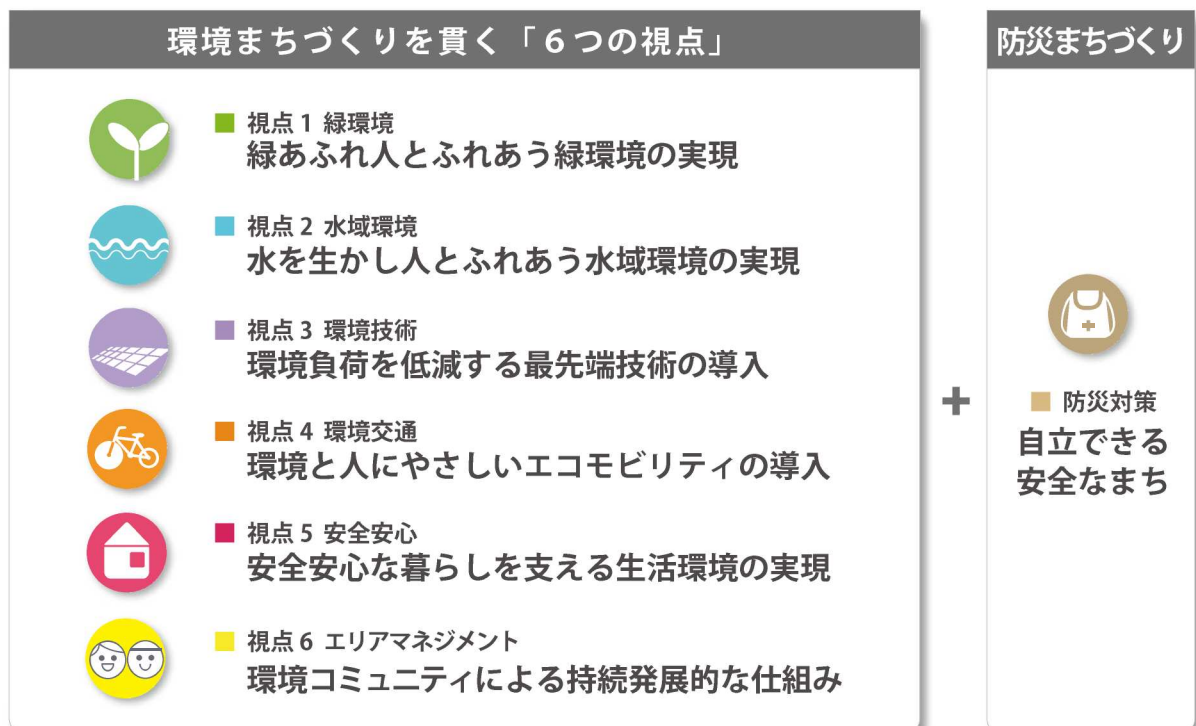 環境まちづくりを貫く「6つの視点」
視点1 緑環境
緑あふれ人とふれあう緑環境の実現
視点2 水域環境
水を生かし人とふれあう水域環境の実現
視点3 環境技術
環境負荷を低減する最先端技術の導入
視点4 環境交通
環境と人にやさしいエコモビリティの導入
視点5 安全安心
安全安心な暮らしを支える生活環境の実現
視点6 エリアマネジメント
環境コミュニティによる持続発展的な仕組み
+
防災まちづくり
防災対策
自立できる
安全なまち